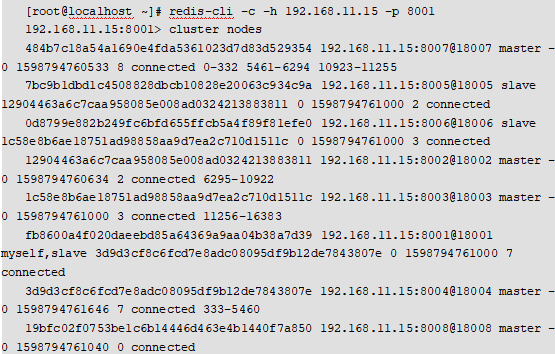 [root@localhost ~]# redis-cli -c -h 192.168.11.15 -p 8001
192.168.11.15:8001> cluster nodes
484b7c18a54a1690e4fda5361023d7d83d529354 192.168.11.15:8007@18007 master -
0 1598794760533 8 connected 0-332 5461-6294 10923-11255
7bc9b1dbd1c4508828dbcb10828e20063c934c9a 192.168.11.15:8005@18005 slave
12904463a6c7caa958085e008ad0324213883811 0 1598794761000 2 connected
0d8799e882b249fc6bfd655ffcb5a4f89f81efe0 192.168.11.15:8006@18006 slave
1c58e8b6ae18751ad98858aa9d7ea2c710d1511c 0 1598794761000 3 connected
12904463a6c7caa958085e008ad0324213883811 192.168.11.15:8002@18002 master -
0 1598794760634 2 connected 6295-10922
1c58e8b6ae18751ad98858aa9d7ea2c710d1511c 192.168.11.15:8003@18003 master -
0 1598794761000 3 connected 11256-16383
fb8600a4f020daeebd85a64369a9aa04b38a7d39 192.168.11.15:8001@18001
myself,slave 3d9d3cf8c6fcd7e8adc08095df9b12de7843807e 0 1598794761000 7
connected
3d9d3cf8c6fcd7e8adc08095df9b12de7843807e 192.168.11.15:8004@18004 master -
0 1598794761646 7 connected 333-5460
19bfc02f0753be1c6b14446d463e4b1440f7a850 192.168.11.15:8008@18008 master -
0 1598794761040 0 connected